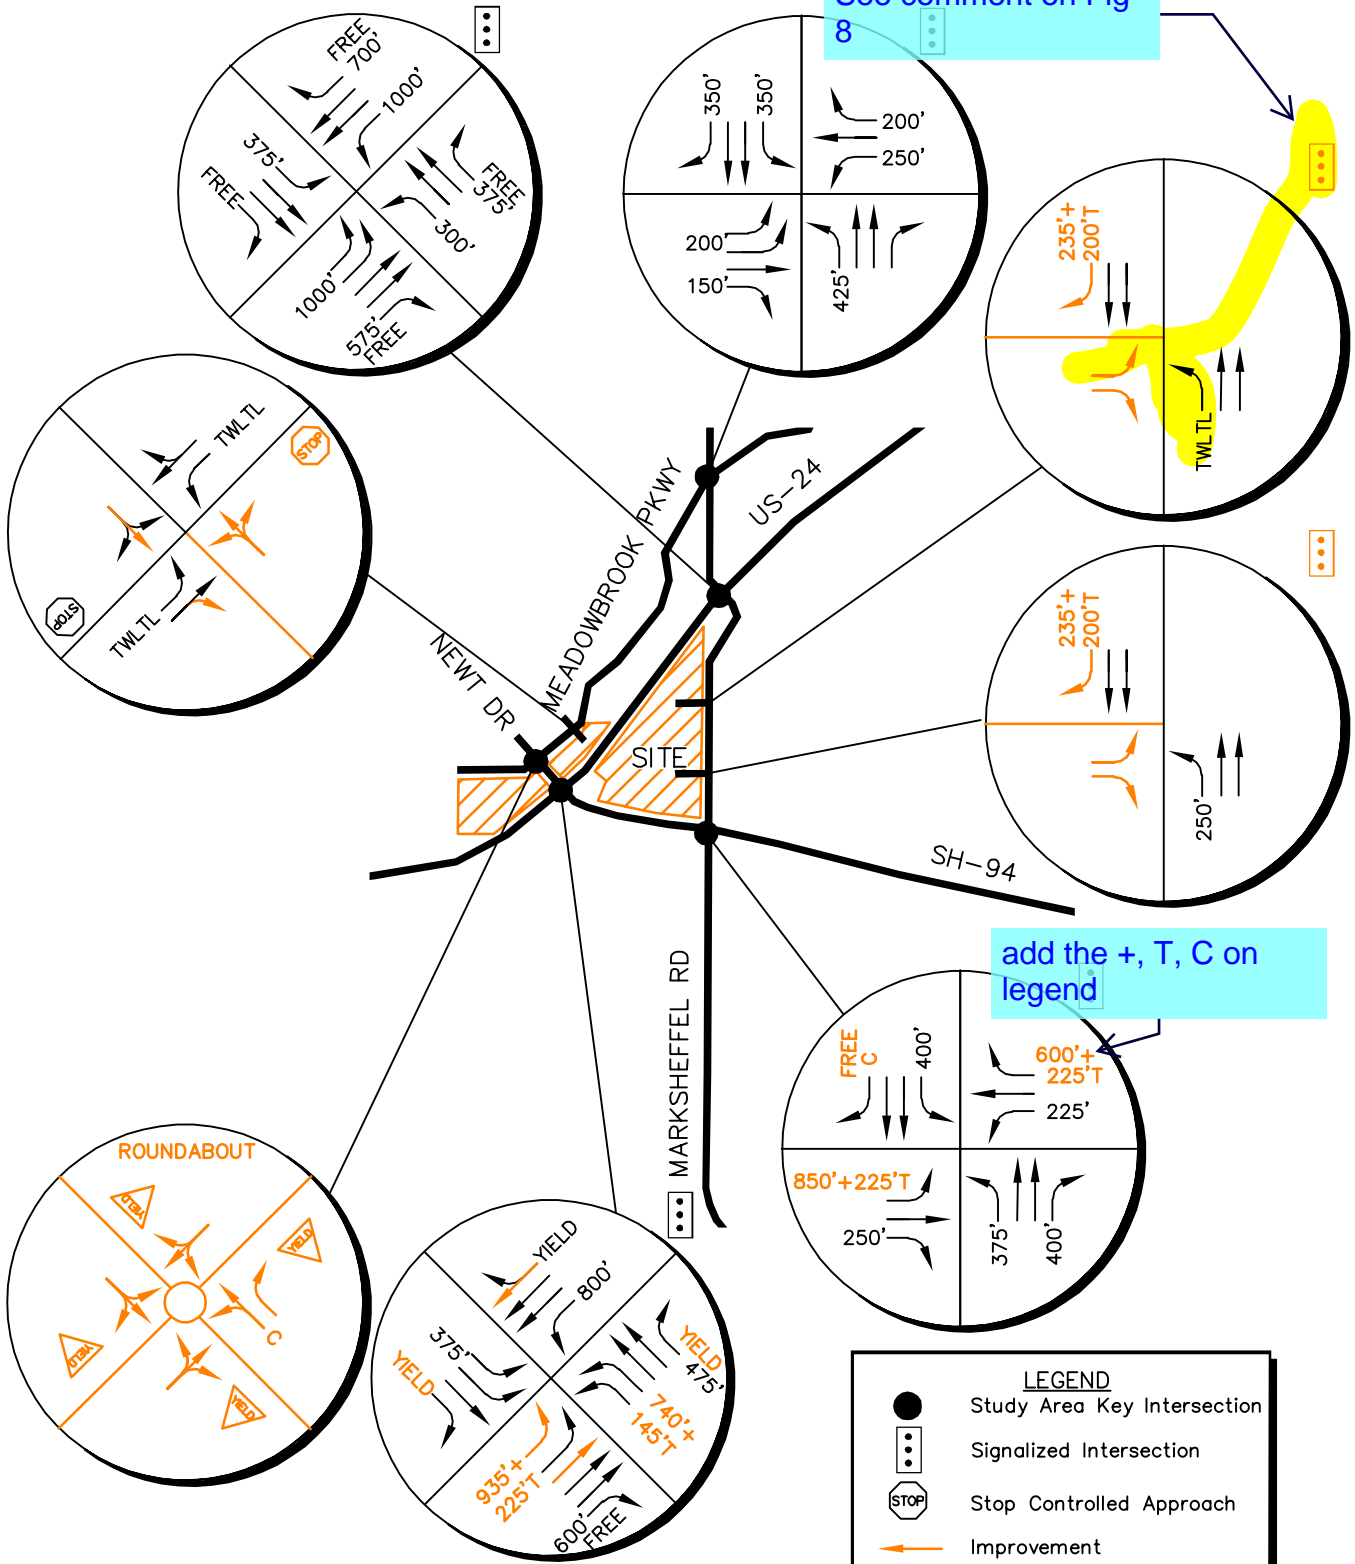 See comment on Fig
8
FREE
700'
1000'
375'
FREE
FREE
375'
300'
1000'
575'
FREE
350'
350'
200'
250'
200'
150'
425'
235'+
200'T
TWLTL
TWLTL
STOP
STOP
TWLTL
235'+
200'T
250'
MEADOWBROOK PKWY
US-24
NEWT DR
SITE
SH-94
MARKSHEFFEL RD
add the +, T, C on
legend
FREE
C
400'
600'+
225'T
225'
850'+225'T
250'
375'
400'
ROUNDABOUT
YIELD
YIELD
YIELD
YIELD
C
YIELD
800'
375'
YIELD
YIELD
475'
740'+
145'T
935'+
225'T
600'
FREE
LEGEND
Study Area Key Intersection
Signalized Intersection
STOP Stop Controlled Approach
Improvement